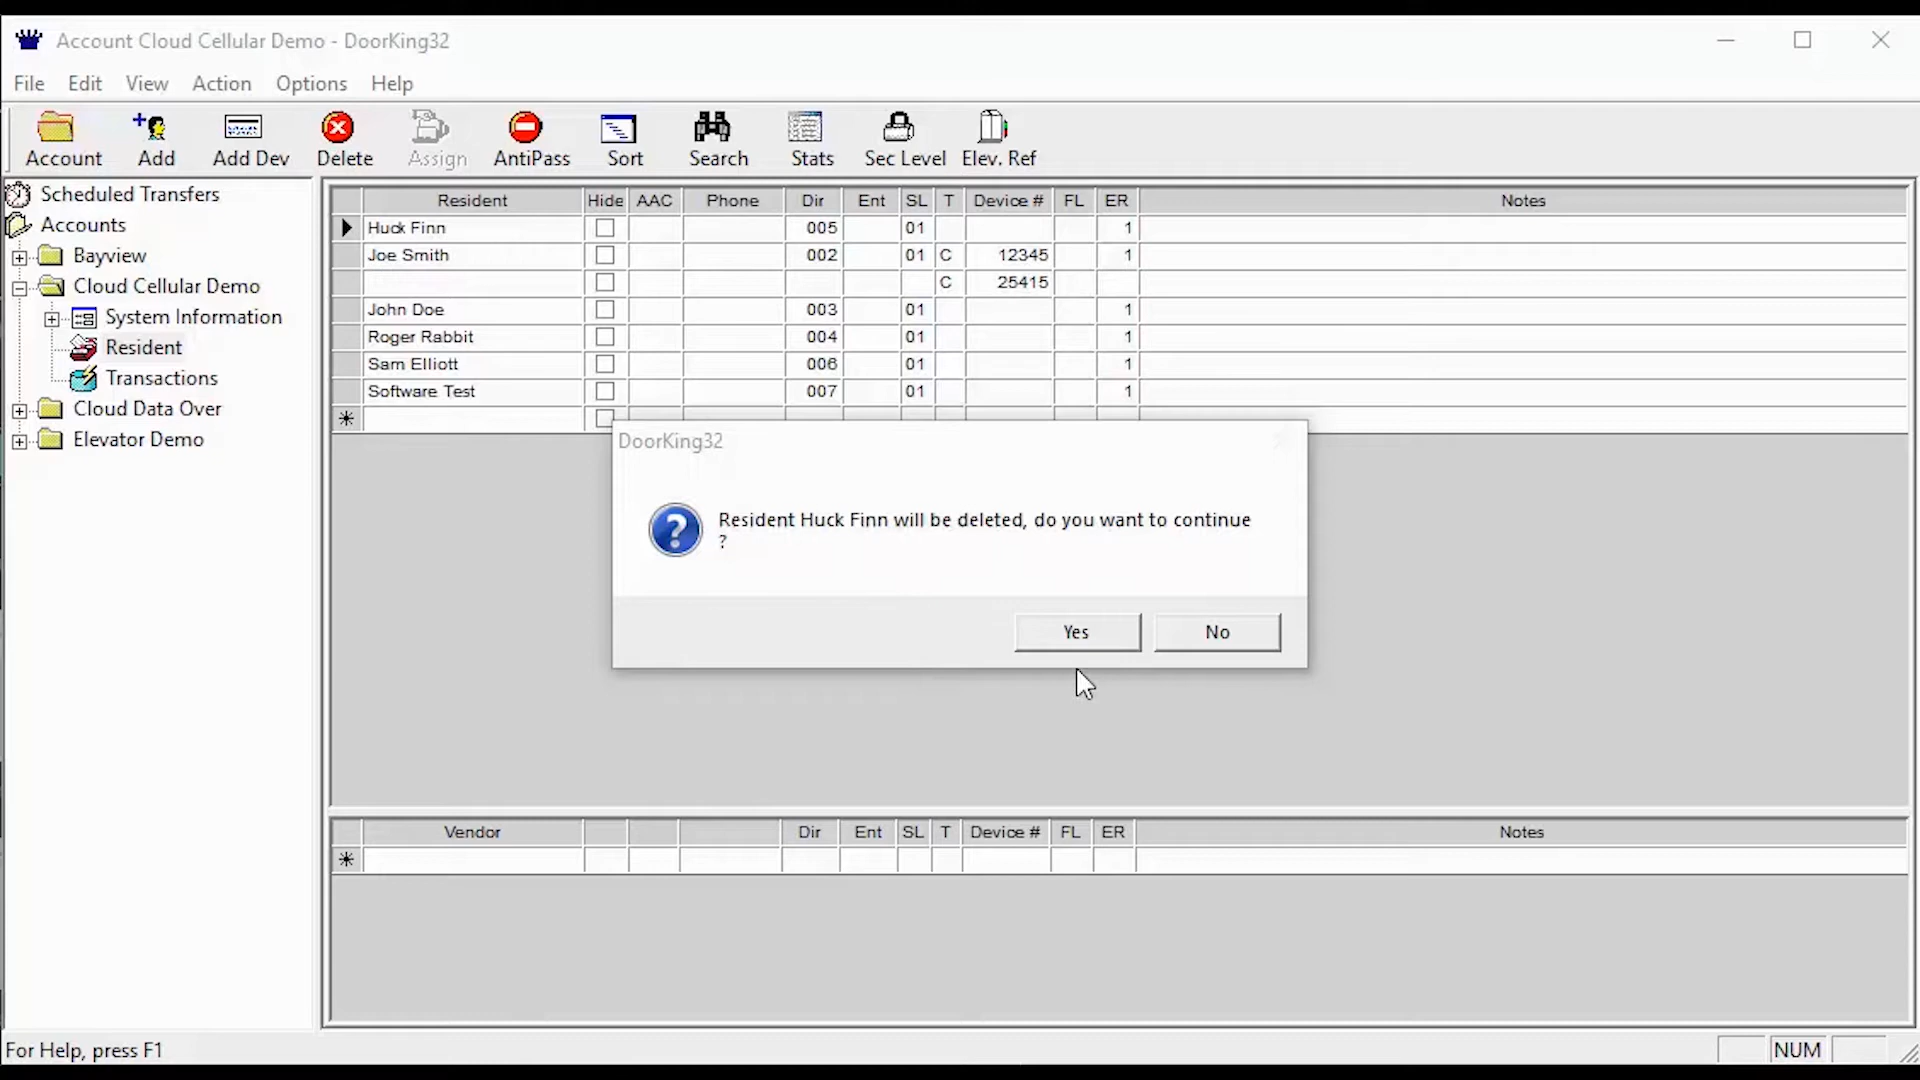 Account Cloud Cellular Demo - DoorKing32
File Edit View Action Options Help
Account Add Add Dev Delete Assign AntiPass Sort Search Stats Sec Level Elev. Ref
Scheduled Transfers
Accounts
Bayview
Cloud Cellular Demo
System Information
Resident
Transactions
Cloud Data Over
Elevator Demo
Resident Hide AAC Phone Dir Ent SL T Device # FL ER Notes
Huck Finn 005 01 1
Joe Smith 002 01 C 12345 1
C 25415
John Doe 003 01 1
Roger Rabbit 004 01 1
Sam Elliott 006 01 1
Software Test 007 01 1
DoorKing32
Resident Huck Finn will be deleted, do you want to continue
?
Yes No
Vendor Dir Ent SL T Device # FL ER Notes
For Help, press F1 NUM